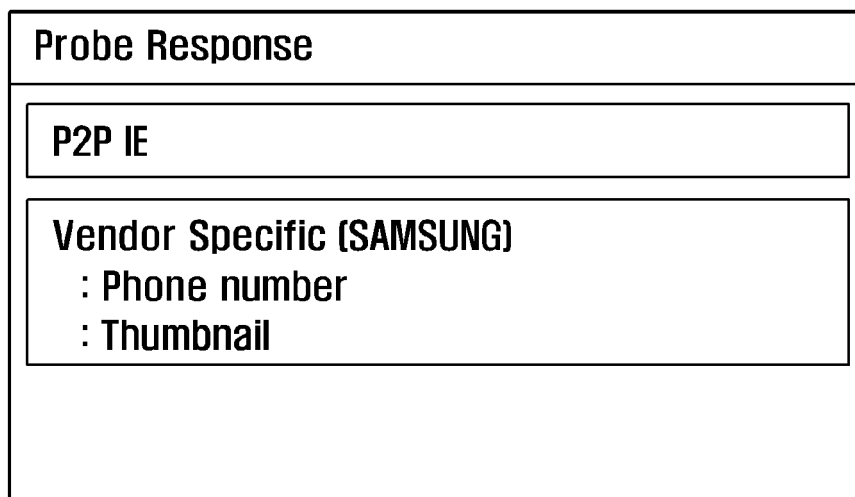 Probe Response
P2P IE
Vendor Specific (SAMSUNG)
: Phone number
: Thumbnail